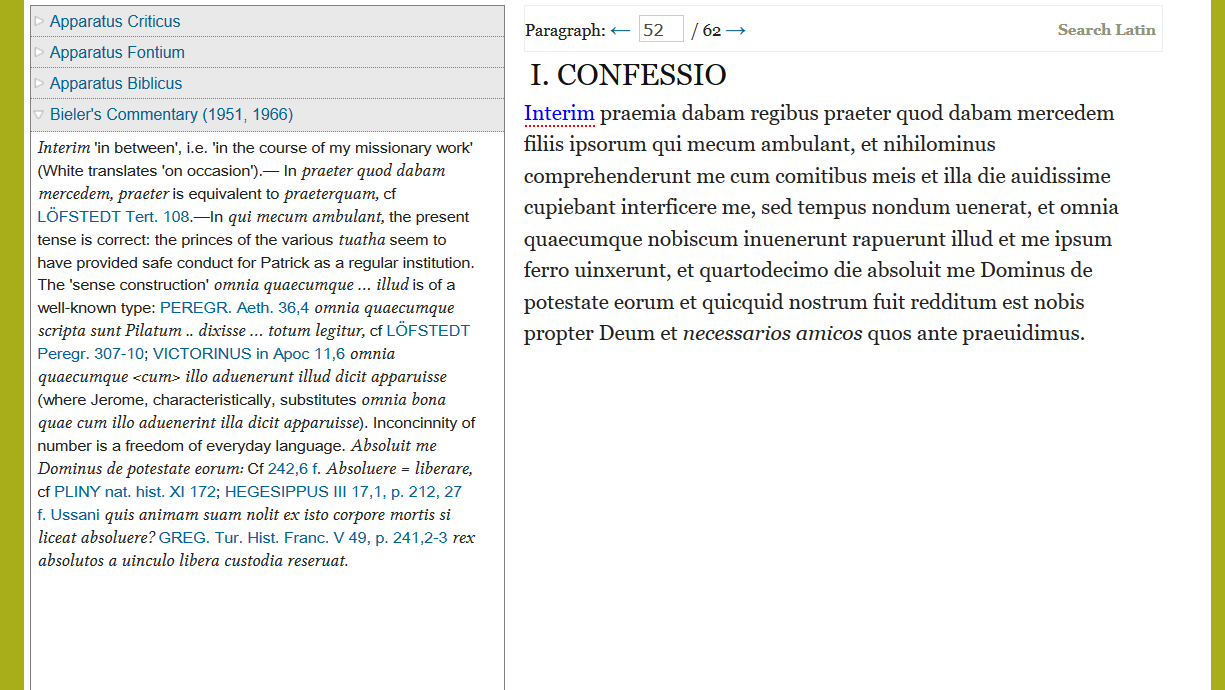 Apparatus Criticus
Apparatus Fontium
Apparatus Biblicus
Bieler's Commentary (1951, 1966)
Interim 'in between', i.e. 'in the course of my missionary work'
(White translates 'on occasion').— In praeter quod dabam
mercedem, praeter is equivalent to praeterquam, cf
LÖFSTEDT Tert. 108.—In qui mecum ambulant, the present
tense is correct: the princes of the various tuatha seem to
have provided safe conduct for Patrick as a regular institution.
The 'sense construction' omnia quaecumque ... illud is of a
well-known type: PEREGR. Aeth. 36,4 omnia quaecumque
scripta sunt Pilatum .. dixisse ... totum legitur, cf LÖFSTEDT
Peregr. 307-10; VICTORINUS in Apoc 11,6 omnia
quaecumque <cum> illo aduenerunt illud dicit apparuisse
(where Jerome, characteristically, substitutes omnia bona
quae cum illo aduenerint illa dicit apparuisse). Inconcinnity of
number is a freedom of everyday language. Absoluit me
Dominus de potestate eorum: Cf 242,6 f. Absoluere = liberare,
cf PLINY nat. hist. XI 172; HEGESIPPUS III 17,1, p. 212, 27
f. Ussani quis animam suam nolit ex isto corpore mortis si
liceat absoluere? GREG. Tur. Hist. Franc. V 49, p. 241,2-3 rex
absolutos a uinculo libera custodia reseruat.
Paragraph: ← 52 / 62 → Search Latin
I. CONFESSIO
Interim praemia dabam regibus praeter quod dabam mercedem
filiis ipsorum qui mecum ambulant, et nihilominus
comprehenderunt me cum comitibus meis et illa die auidissime
cupiebant interficere me, sed tempus nondum uenerat, et omnia
quaecumque nobiscum inuenerunt rapuerunt illud et me ipsum
ferro uinxerunt, et quartodecimo die absoluit me Dominus de
potestate eorum et quicquid nostrum fuit redditum est nobis
propter Deum et necessarios amicos quos ante praeuidimus.